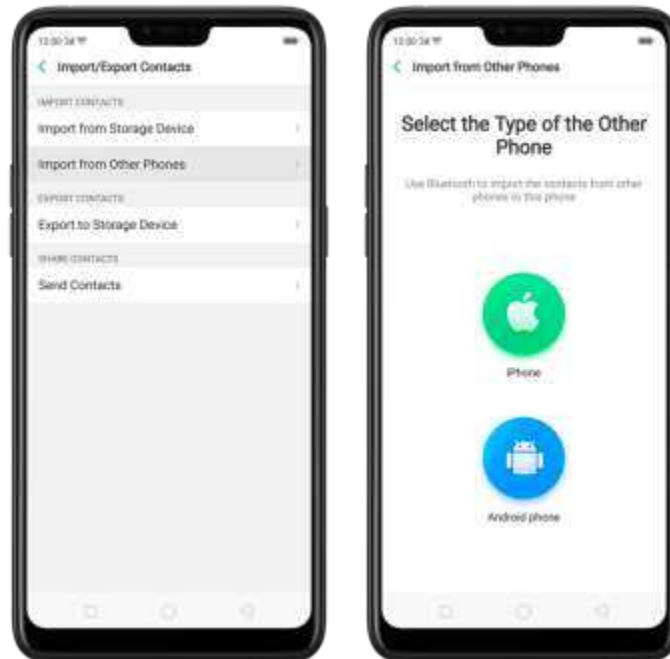 Import/Export Contacts
IMPORT CONTACTS
Import from Storage Device
Import from Other Phones
EXPORT CONTACTS
Export to Storage Device
SHARE CONTACTS
Send Contacts
Import from Other Phones
Select the Type of the Other
Phone
Use Bluetooth to import the contacts from other
phones to this phone
iPhone
Android phone